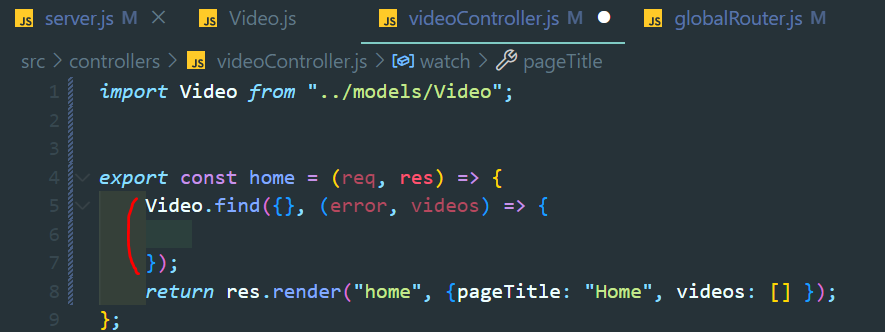 JS server.js M × JS Video.js JS videoController.js M ● JS globalRouter.js M
src > controllers > JS videoController.js > watch > pageTitle
1 import Video from "../models/Video";
2
3
4 export const home = (req, res) => {
5 Video.find({}, (error, videos) => {
6
7 });
8 return res.render("home", {pageTitle: "Home", videos: [] });
9 };